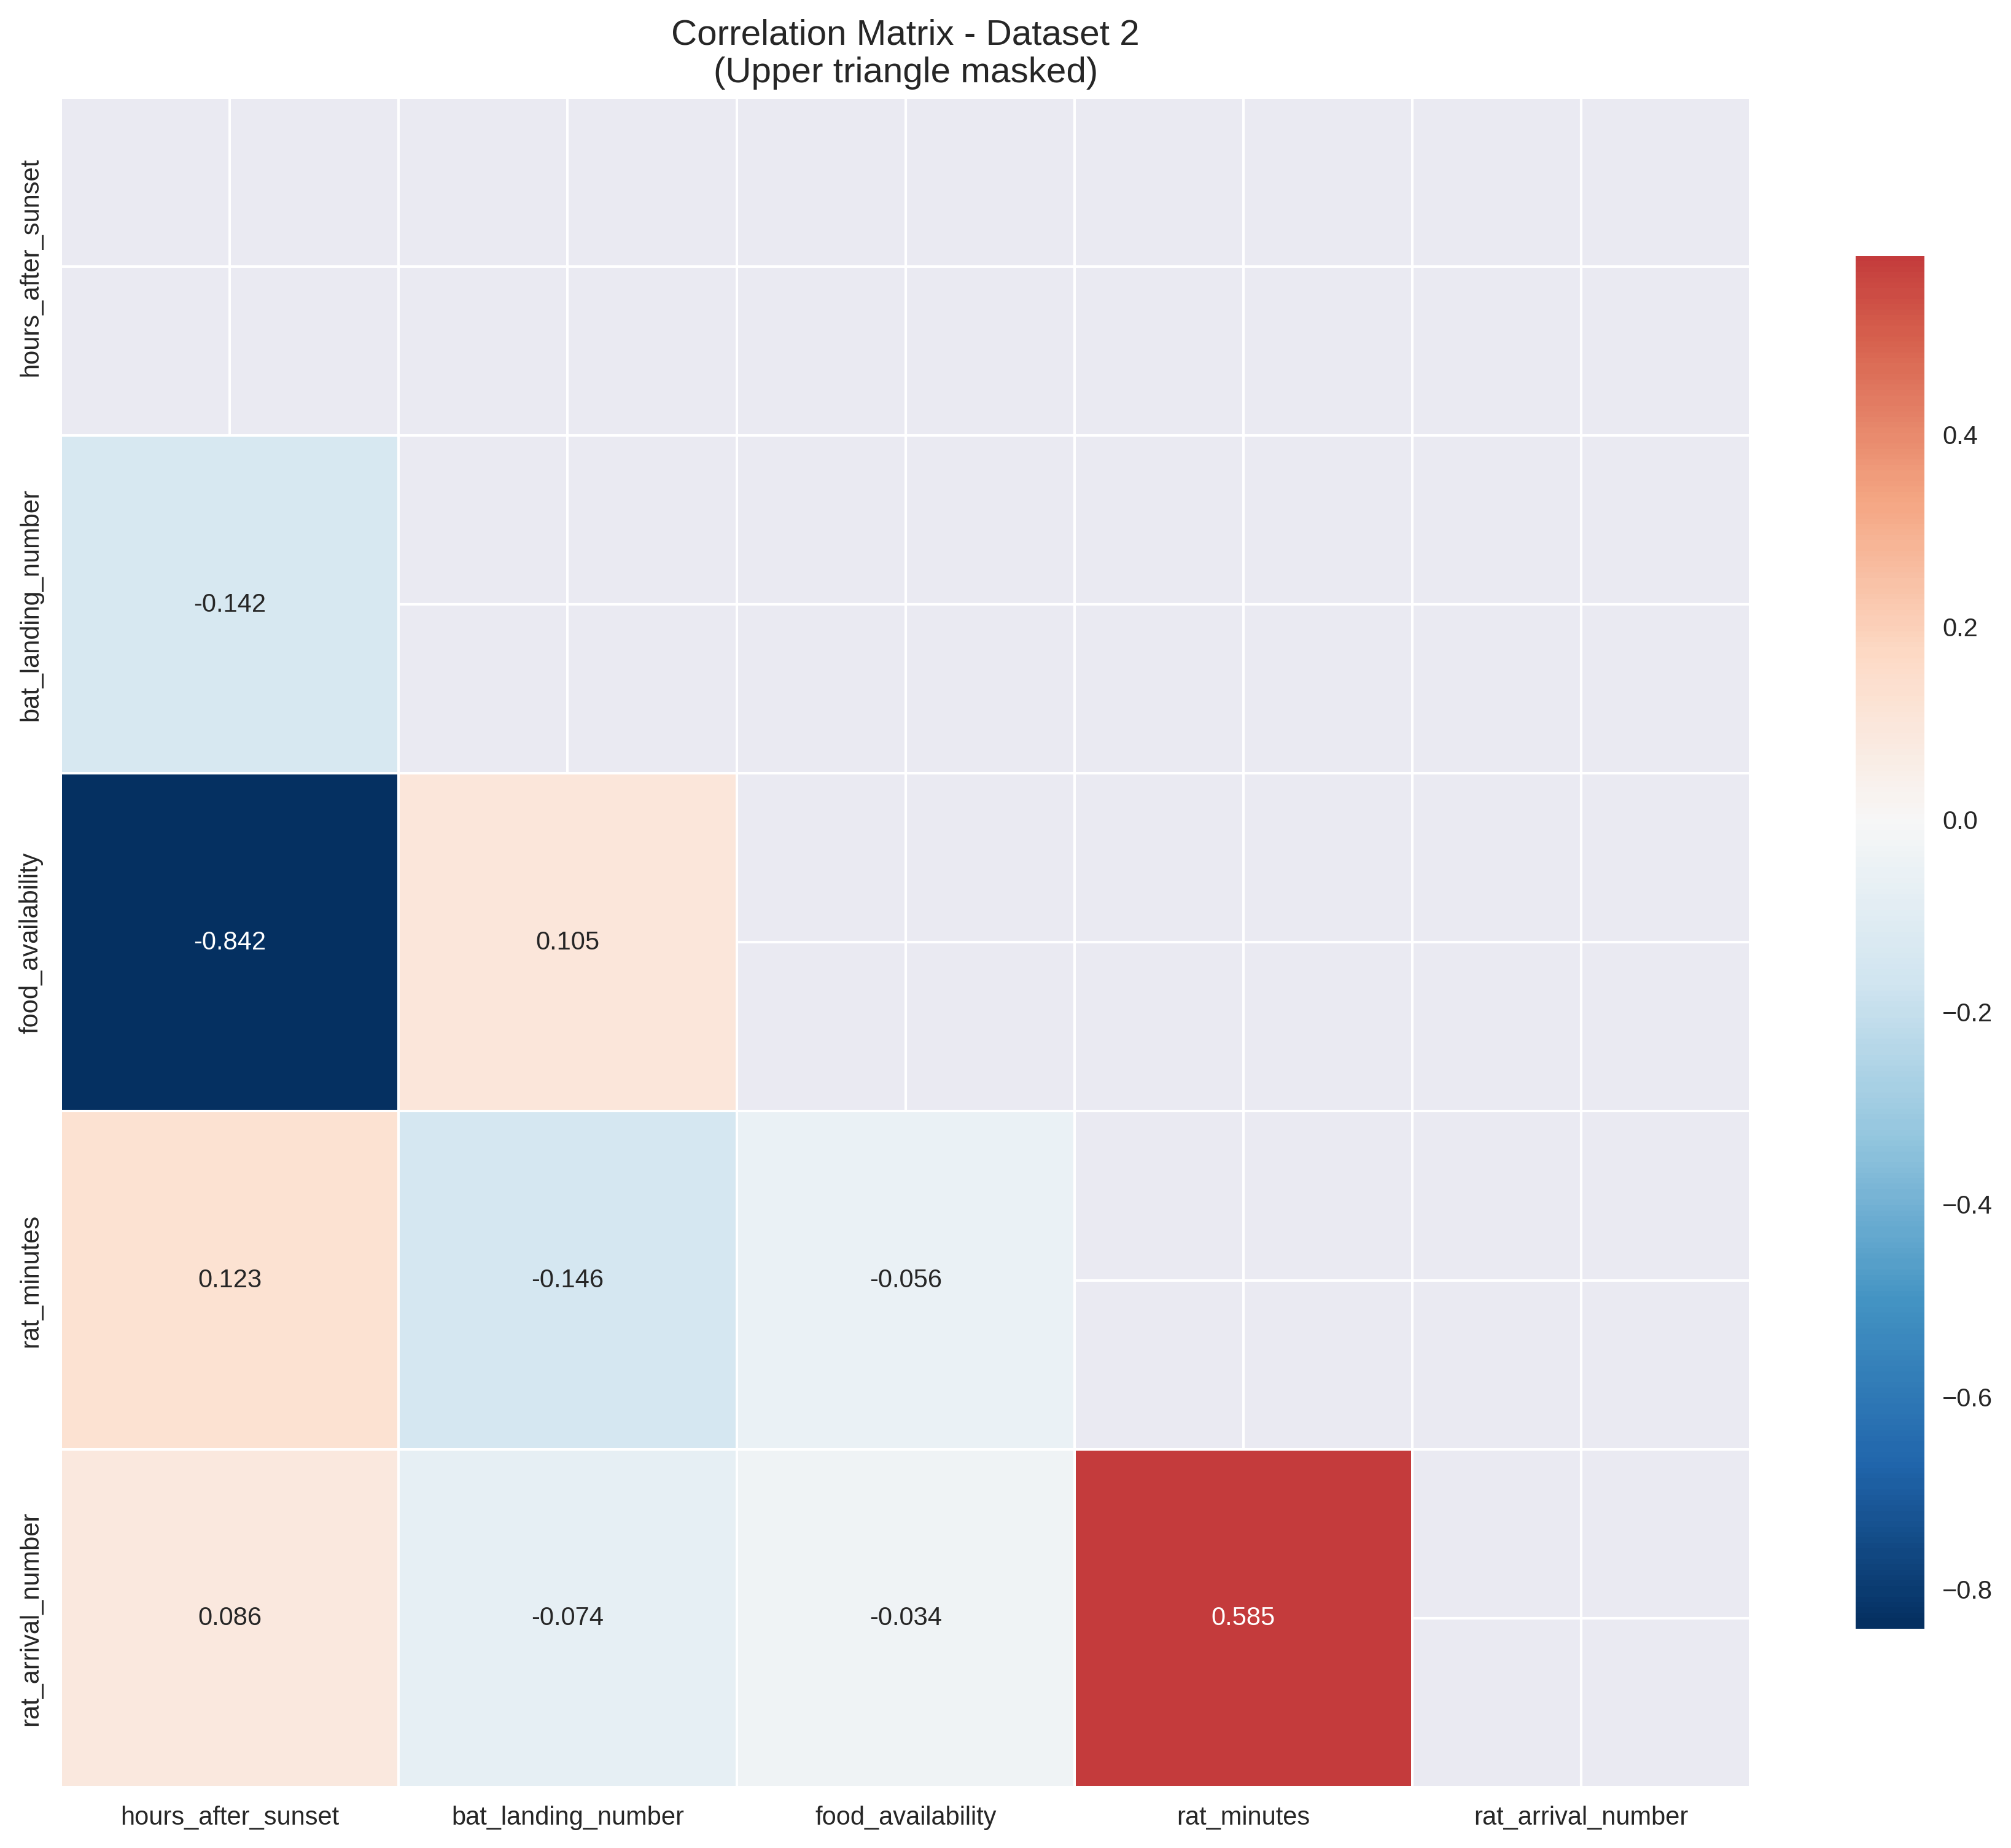 Correlation Matrix - Dataset 2
(Upper triangle masked)
hours_after_sunset
bat_landing_number
-0.142
food_availability
-0.842 0.105
rat_minutes
0.123 -0.146 -0.056
rat_arrival_number
0.086 -0.074 -0.034 0.585
hours_after_sunset bat_landing_number food_availability rat_minutes rat_arrival_number
0.4
0.2
0.0
−0.2
−0.4
−0.6
−0.8